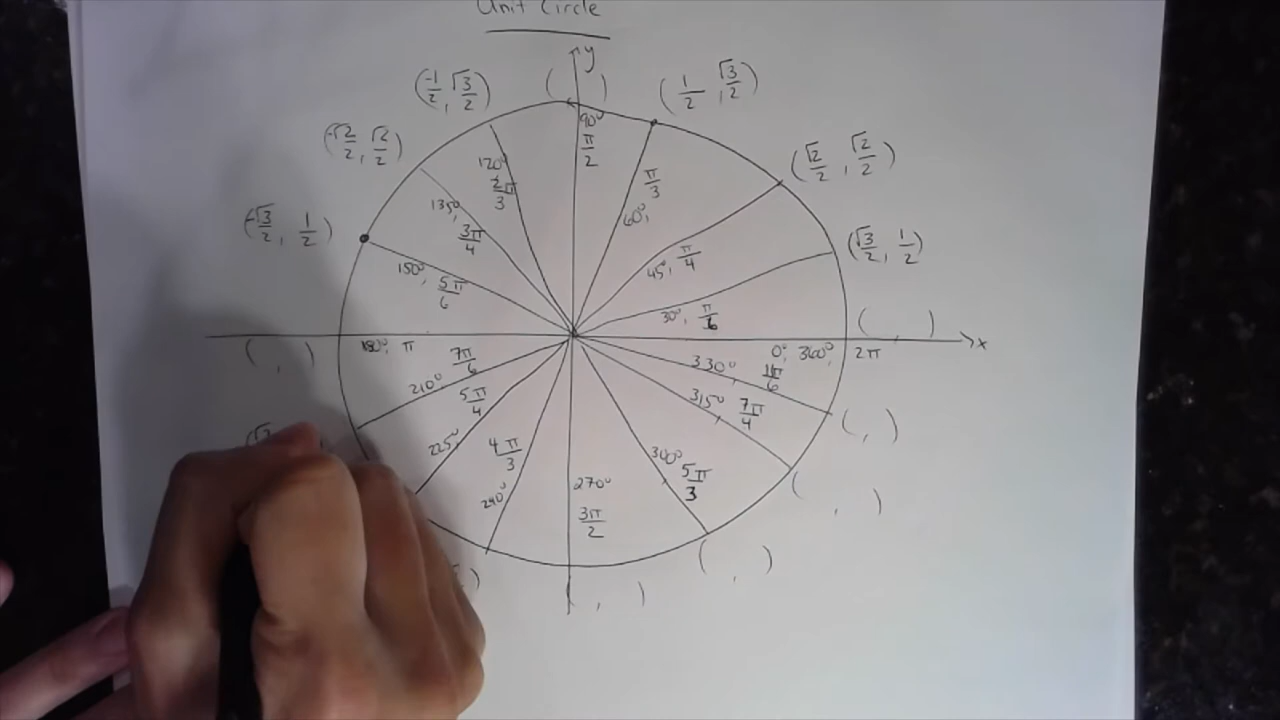 Unit Circle
y
(-1/2, √3/2) ( ) (1/2, √3/2)
(-√2/2, √2/2) 90° π/2 (√2/2, √2/2)
120° 2π/3 π/3 60°,
(-√3/2, 1/2) 135°, 3π/4 45°, π/4 (√3/2, 1/2)
150°, 5π/6 30°, π/6 ( , )
( , ) 180°, π 0°, 360°, 2π x
210°, 7π/6 330°, 11π/6 ( , )
225°, 5π/4 315° 7π/4 ( , )
240° 4π/3 270° 3π/2 300° 5π/3 ( , )
( , )